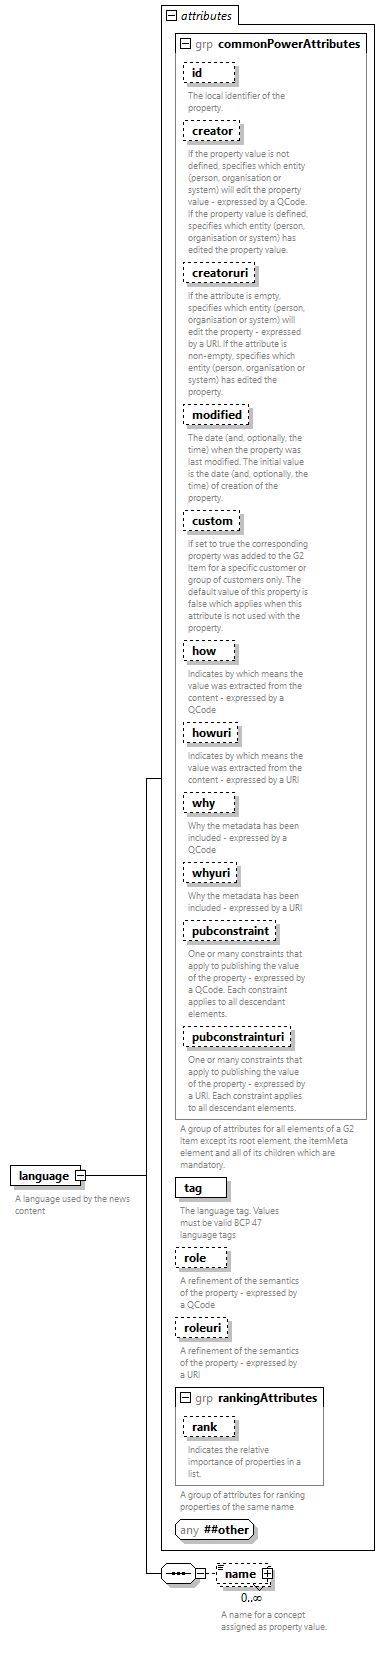 attributes
grp commonPowerAttributes
id
The local identifier of the
property.
creator
If the property value is not
defined, specifies which entity
(person, organisation or
system) will edit the property
value - expressed by a QCode.
If the property value is defined,
specifies which entity (person,
organisation or system) has
edited the property value.
creatoruri
If the attribute is empty,
specifies which entity (person,
organisation or system) will
edit the property - expressed
by a URI. If the attribute is
non-empty, specifies which
entity (person, organisation or
system) has edited the
property.
modified
The date (and, optionally, the
time) when the property was
last modified. The initial value
is the date (and, optionally, the
time) of creation of the
property.
custom
If set to true the corresponding
property was added to the G2
Item for a specific customer or
group of customers only. The
default value of this property is
false which applies when this
attribute is not used with the
property.
how
Indicates by which means the
value was extracted from the
content - expressed by a
QCode
howuri
Indicates by which means the
value was extracted from the
content - expressed by a URI
why
Why the metadata has been
included - expressed by a
QCode
whyuri
Why the metadata has been
included - expressed by a URI
pubconstraint
One or many constraints that
apply to publishing the value
of the property - expressed by
a QCode. Each constraint
applies to all descendant
elements.
pubconstrainturi
One or many constraints that
apply to publishing the value
of the property - expressed by
a URI. Each constraint applies
to all descendant elements.
A group of attributes for all elements of a G2
Item except its root element, the itemMeta
element and all of its children which are
mandatory.
language
A language used by the news
content
tag
The language tag. Values
must be valid BCP 47
language tags
role
A refinement of the semantics
of the property - expressed by
a QCode
roleuri
A refinement of the semantics
of the property - expressed by
a URI
grp rankingAttributes
rank
Indicates the relative
importance of properties in a
list.
A group of attributes for ranking
properties of the same name
any ##other
name
0..∞
A name for a concept
assigned as property value.